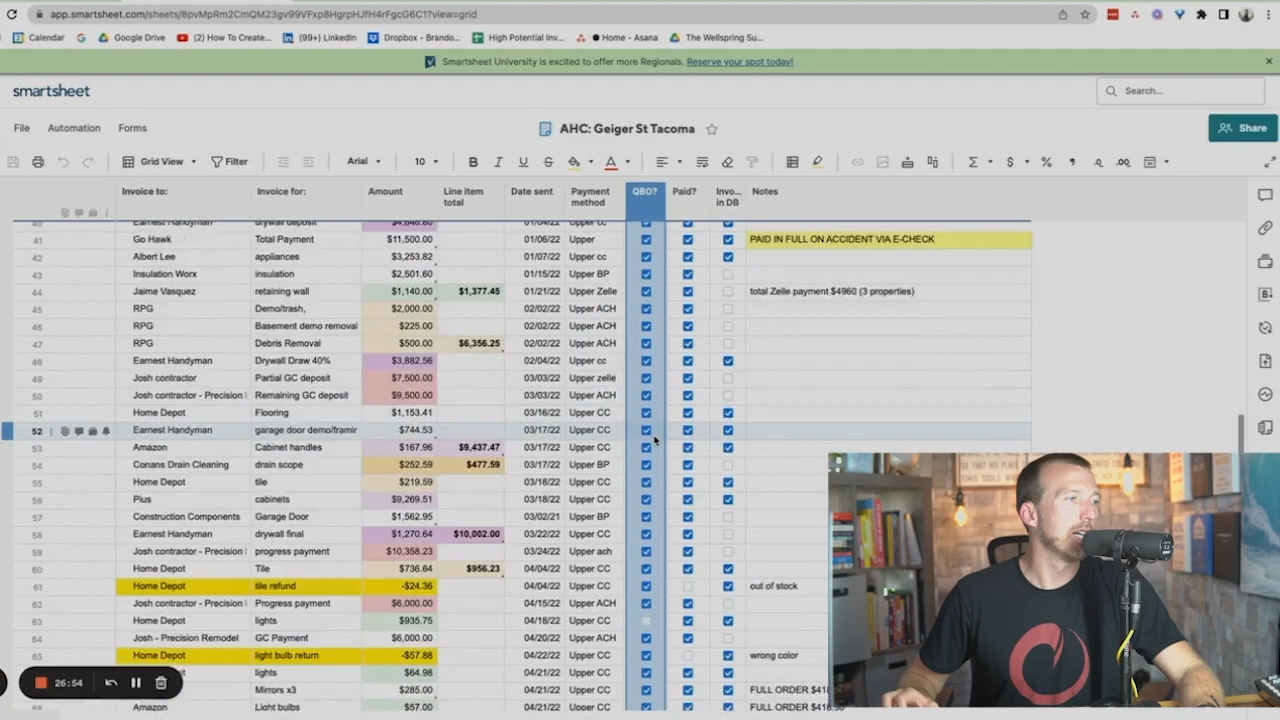 app.smartsheet.com/sheets/8pvMpRm2CmQM23gv99VFxp8HgrpHJfH4rFgcG6C1?view=grid
Calendar Google Drive (2) How To Create... (99+) LinkedIn Dropbox - Brando... High Potential Inv... Home - Asana The Wellspring Su...
Smartsheet University is excited to offer more Regionals. Reserve your spot today!
smartsheet
Search...
File Automation Forms
AHC: Geiger St Tacoma
Share
Grid View Filter Arial 10
Invoice to: Invoice for: Amount Line item total Date sent Payment method QBO? Paid? Invo... in DB Notes
41 Go Hawk Total Payment $11,500.00 01/06/22 Upper PAID IN FULL ON ACCIDENT VIA E-CHECK
42 Albert Lee appliances $3,253.82 01/07/22 Upper cc
43 Insulation Worx insulation $2,501.60 01/15/22 Upper BP
44 Jaime Vasquez retaining wall $1,140.00 $1,377.45 01/21/22 Upper Zelle total Zelle payment $4960 (3 properties)
45 RPG Demo/trash, $2,000.00 02/02/22 Upper ACH
46 RPG Basement demo removal $225.00 02/02/22 Upper ACH
47 RPG Debris Removal $500.00 $6,356.25 02/02/22 Upper ACH
48 Earnest Handyman Drywall Draw 40% $3,882.56 02/04/22 Upper cc
49 Josh contractor Partial GC deposit $7,500.00 03/03/22 Upper zelle
50 Josh contractor - Precision Remaining GC deposit $9,500.00 03/03/22 Upper ACH
51 Home Depot Flooring $1,153.41 03/16/22 Upper CC
52 Earnest Handyman garage door demo/framir $744.53 03/17/22 Upper CC
53 Amazon Cabinet handles $167.96 $9,437.47 03/17/22 Upper CC
54 Conans Drain Cleaning drain scope $252.59 $477.59 03/17/22 Upper BP
55 Home Depot tile $219.59 03/16/22 Upper CC
56 Pius cabinets $9,269.51 03/18/22 Upper CC
57 Construction Components Garage Door $1,562.95 03/02/21 Upper BP
58 Earnest Handyman drywall final $1,270.64 $10,002.00 03/22/22 Upper CC
59 Josh contractor - Precision progress payment $10,358.23 03/24/22 Upper ach
60 Home Depot Tile $736.64 $956.23 04/04/22 Upper CC
61 Home Depot tile refund -$24.36 04/04/22 Upper CC out of stock
62 Josh contractor - Precision Progress payment $6,000.00 04/15/22 Upper ACH
63 Home Depot lights $935.75 04/18/22 Upper CC
64 Josh - Precision Remodel GC Payment $6,000.00 04/20/22 Upper ACH
65 Home Depot light bulb return -$57.88 04/22/22 Upper CC wrong color
lights $64.98 04/21/22 Upper CC
Mirrors x3 $285.00 04/21/22 Upper CC FULL ORDER
Amazon Light bulbs $57.00 04/21/22 Upper CC FULL ORDER
26:54